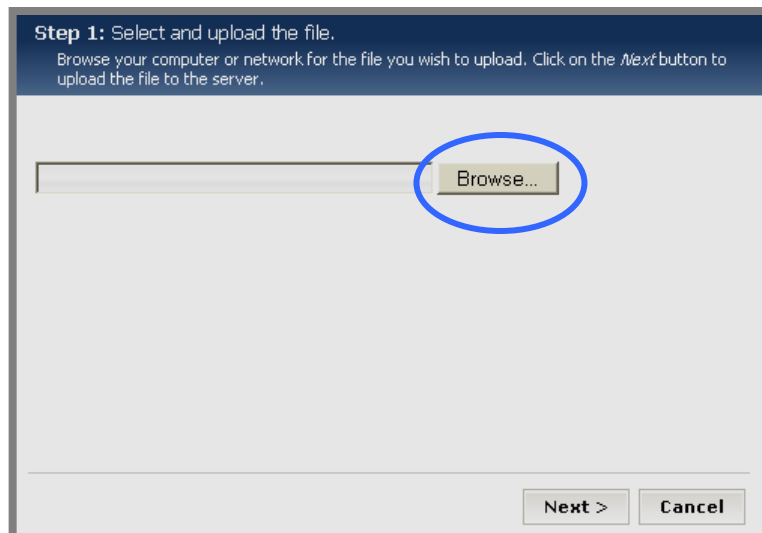 Step 1: Select and upload the file.
Browse your computer or network for the file you wish to upload. Click on the Next button to
upload the file to the server.
Browse...
Next >
Cancel